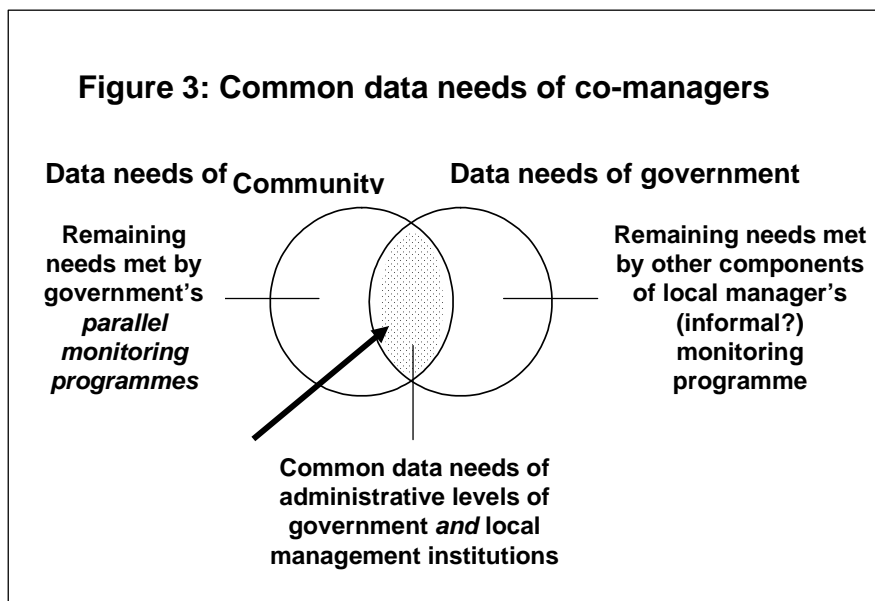 Figure 3: Common data needs of co-managers
Data needs of Community
Data needs of government
Remaining
needs met by
government’s
parallel
monitoring
programmes
Remaining needs met
by other components
of local manager’s
(informal?)
monitoring
programme
Common data needs of
administrative levels of
government and local
management institutions